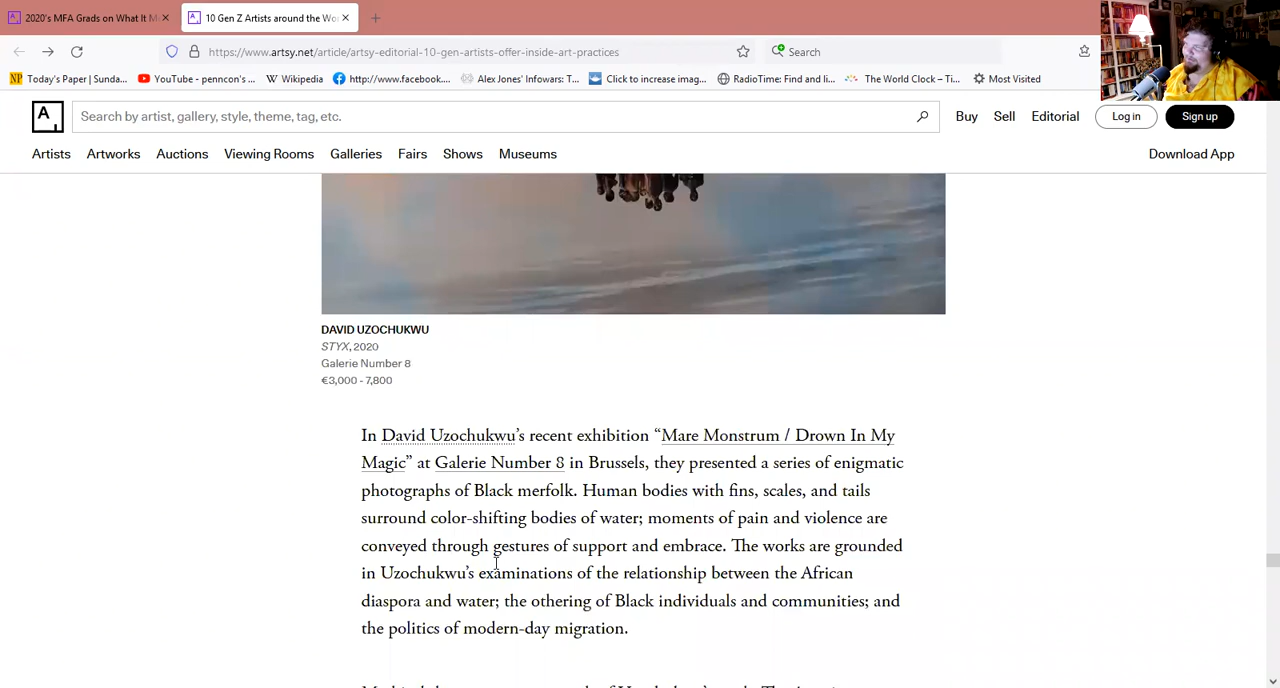 2020's MFA Grads on What It M
10 Gen Z Artists around the Wo
https://www.artsy.net/article/artsy-editorial-10-gen-artists-offer-inside-art-practices
Search
NP Today's Paper | Sunda...
YouTube - penncon's ...
Wikipedia
http://www.facebook....
Alex Jones' Infowars: T...
Click to increase imag...
RadioTime: Find and li...
The World Clock – Ti...
Most Visited
A
Search by artist, gallery, style, theme, tag, etc.
Buy
Sell
Editorial
Log in
Sign up
Artists
Artworks
Auctions
Viewing Rooms
Galleries
Fairs
Shows
Museums
Download App
DAVID UZOCHUKWU
STYX, 2020
Galerie Number 8
€3,000 - 7,800
In David Uzochukwu's recent exhibition “Mare Monstrum / Drown In My
Magic” at Galerie Number 8 in Brussels, they presented a series of enigmatic
photographs of Black merfolk. Human bodies with fins, scales, and tails
surround color-shifting bodies of water; moments of pain and violence are
conveyed through gestures of support and embrace. The works are grounded
in Uzochukwu's examinations of the relationship between the African
diaspora and water; the othering of Black individuals and communities; and
the politics of modern-day migration.